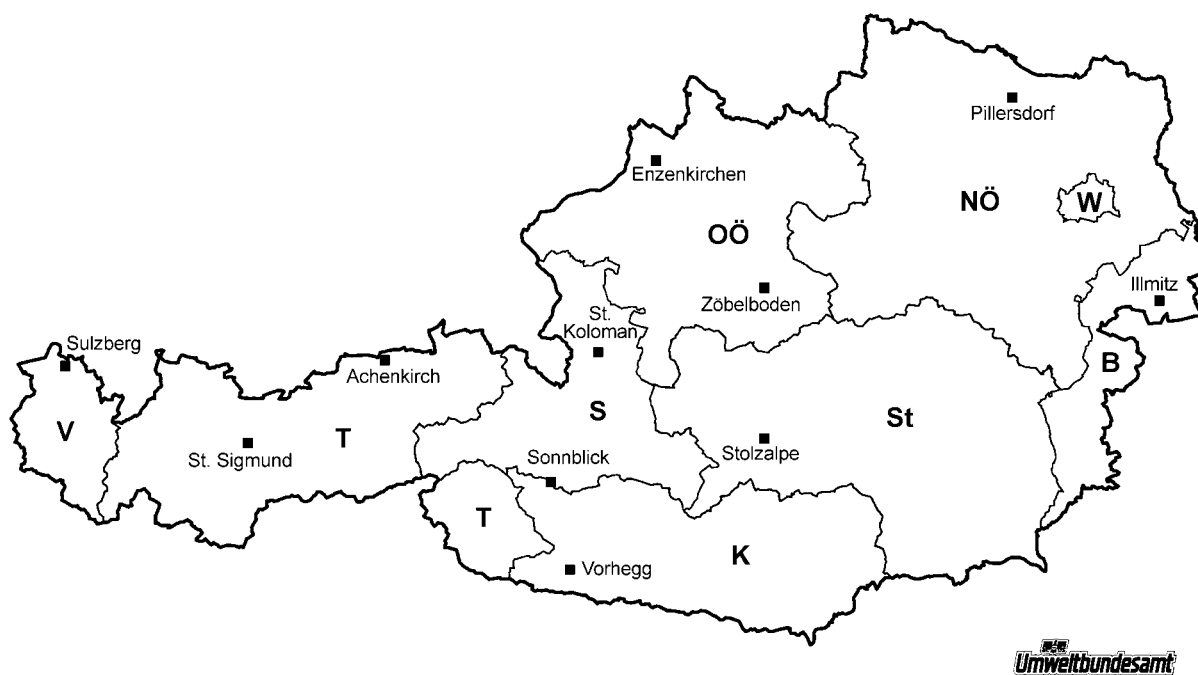 Pillersdorf
Enzenkirchen
NÖ
W
OÖ
Illmitz
Zöbelboden
St.
Koloman
Sulzberg
Achenkirch
B
V
S
St
T
St. Sigmund
Stolzalpe
Sonnblick
T
K
Vorhegg
Umweltbundesamt